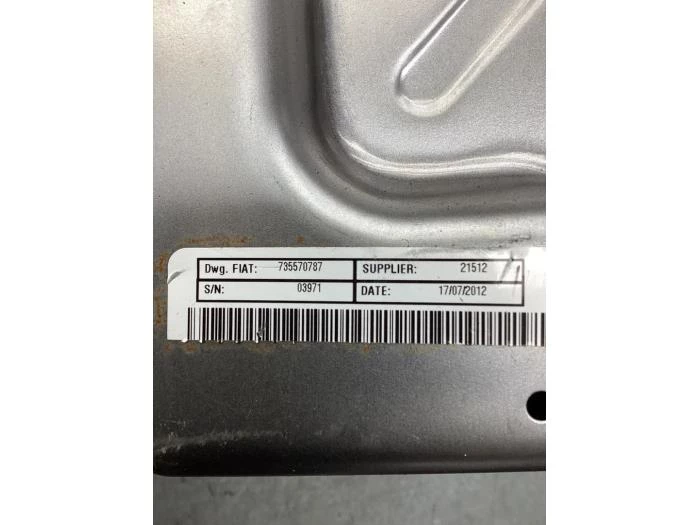 Dwg. FIAT: 735570787 SUPPLIER: 21512
S/N: 03971 DATE: 17/07/2012